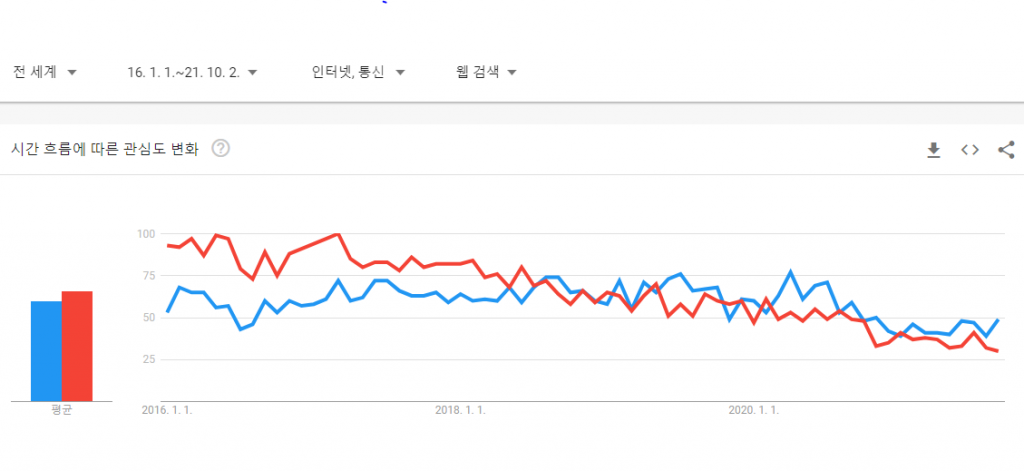 전 세계 16. 1. 1.~21. 10. 2. 인터넷, 통신 웹 검색
시간 흐름에 따른 관심도 변화 ?
100
75
50
25
평균 2016. 1. 1. 2018. 1. 1. 2020. 1. 1.